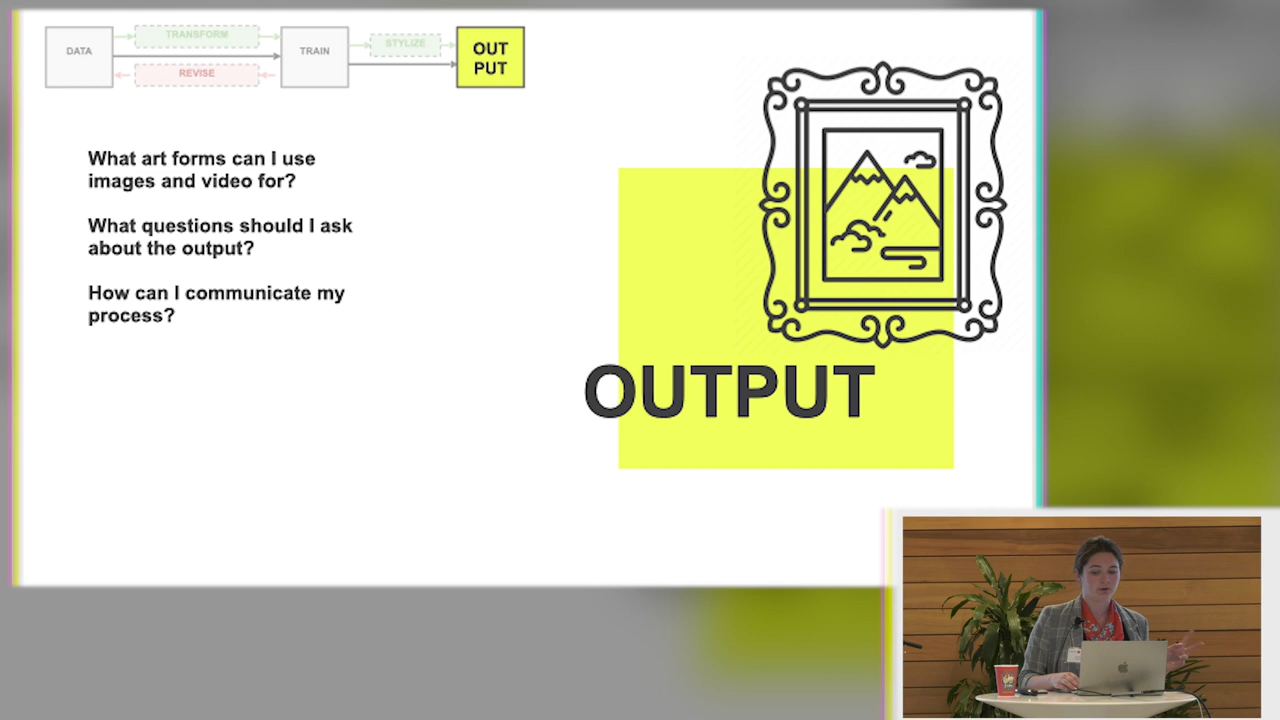 DATA
TRANSFORM
REVISE
TRAIN
STYLIZE
OUT
PUT
What art forms can I use
images and video for?
What questions should I ask
about the output?
How can I communicate my
process?
OUTPUT